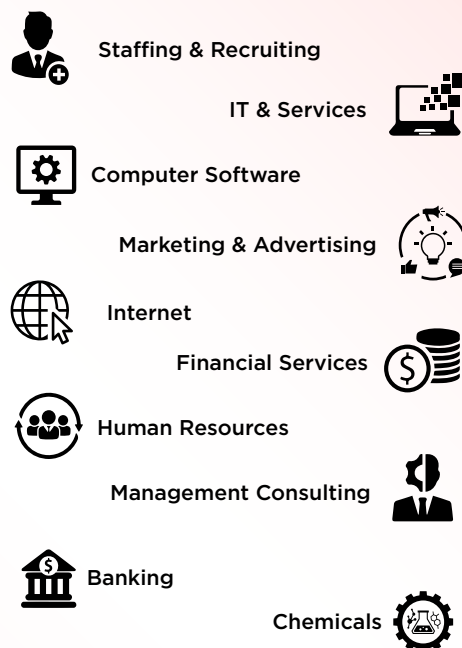 Staffing & Recruiting
IT & Services
Computer Software
Marketing & Advertising
Internet
Financial Services
Human Resources
Management Consulting
Banking
Chemicals